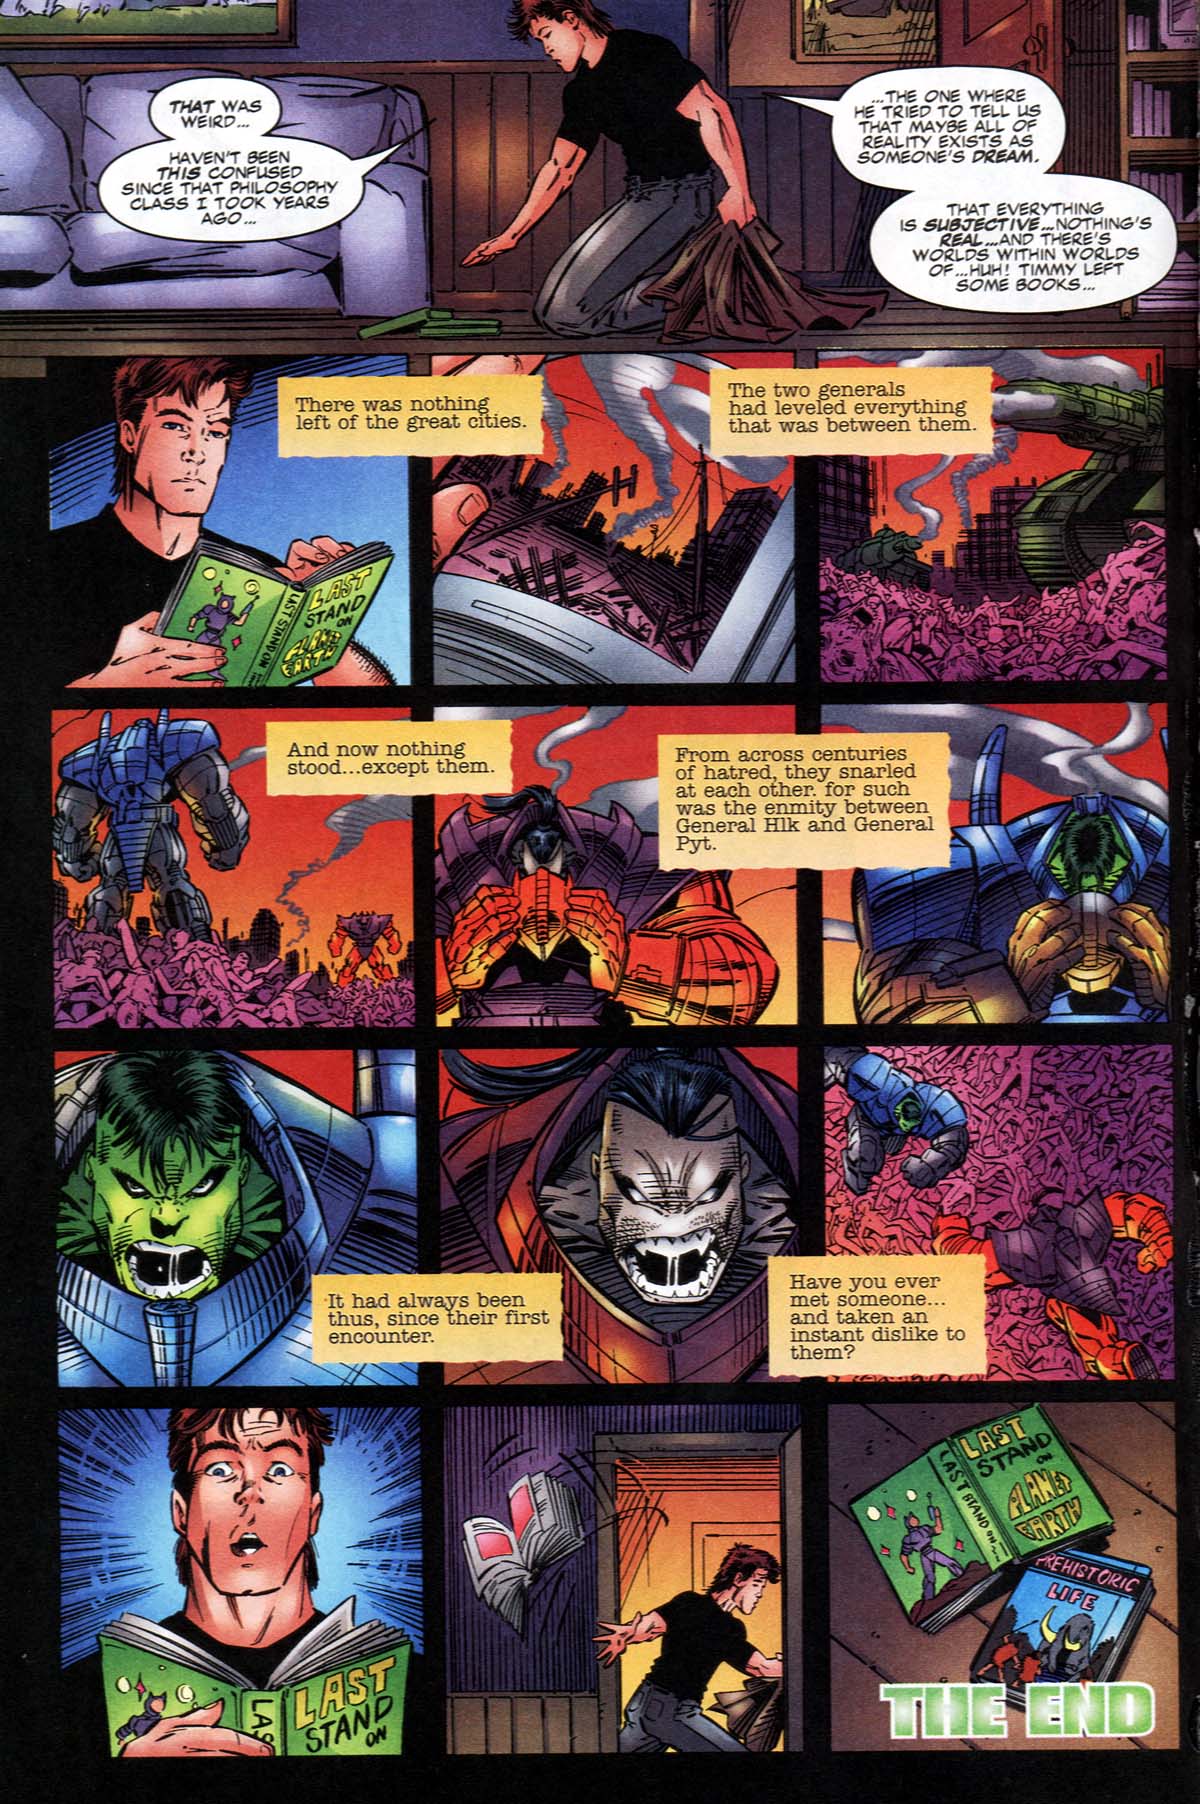 THAT WAS
WEIRD...
HAVEN'T BEEN
THIS CONFUSED
SINCE THAT PHILOSOPHY
CLASS I TOOK YEARS
AGO...
...THE ONE WHERE
HE TRIED TO TELL US
THAT MAYBE ALL OF
REALITY EXISTS AS
SOMEONE'S DREAM.
THAT EVERYTHING
IS SUBJECTIVE...NOTHING'S
REAL...AND THERE'S
WORLDS WITHIN WORLDS
OF...HUH! TIMMY LEFT
SOME BOOKS...
There was nothing
left of the great cities.
LAST STAND ON
LAST
STAND
ON
PLANET
EARTH
The two generals
had leveled everything
that was between them.
And now nothing
stood...except them.
From across centuries
of hatred, they snarled
at each other. for such
was the enmity between
General Hlk and General
Pyt.
It had always been
thus, since their first
encounter.
Have you ever
met someone...
and taken an
instant dislike to
them?
LAS
LAST
STAND
ON
LAST STAND ON
LAST
STAND
ON
PLANET
EARTH
PREHISTORIC
LIFE
THE END